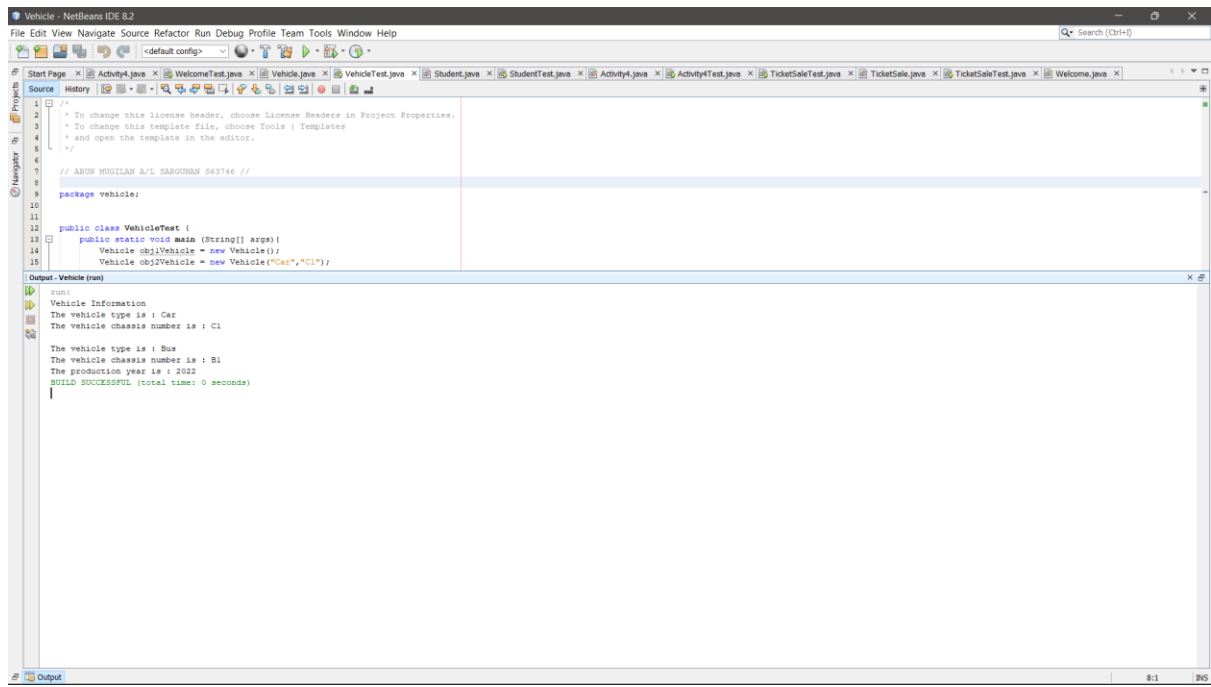 Vehicle - NetBeans IDE 8.2
File Edit View Navigate Source Refactor Run Debug Profile Team Tools Window Help
Search (Ctrl+I)
<default config>
Start Page Activity4.java WelcomeTest.java Vehicle.java VehicleTest.java Student.java StudentTest.java Activity4.java Activity4Test.java TicketSaleTest.java TicketSale.java TicketSaleTest.java Welcome.java
Projects
Navigator
Source History
1 /*
2 * To change this license header, choose License Headers in Project Properties.
3 * To change this template file, choose Tools | Templates
4 * and open the template in the editor.
5 */
6
7 // ARUN MUGILAN A/L SARGUNAN S63746 //
8
9 package vehicle;
10
11
12 public class VehicleTest {
13 public static void main (String[] args){
14 Vehicle obj1Vehicle = new Vehicle();
15 Vehicle obj2Vehicle = new Vehicle("Car","C1");
Output - Vehicle (run)
run:
Vehicle Information
The vehicle type is : Car
The vehicle chassis number is : C1
The vehicle type is : Bus
The vehicle chassis number is : B1
The production year is : 2022
BUILD SUCCESSFUL (total time: 0 seconds)
Output
8:1 INS